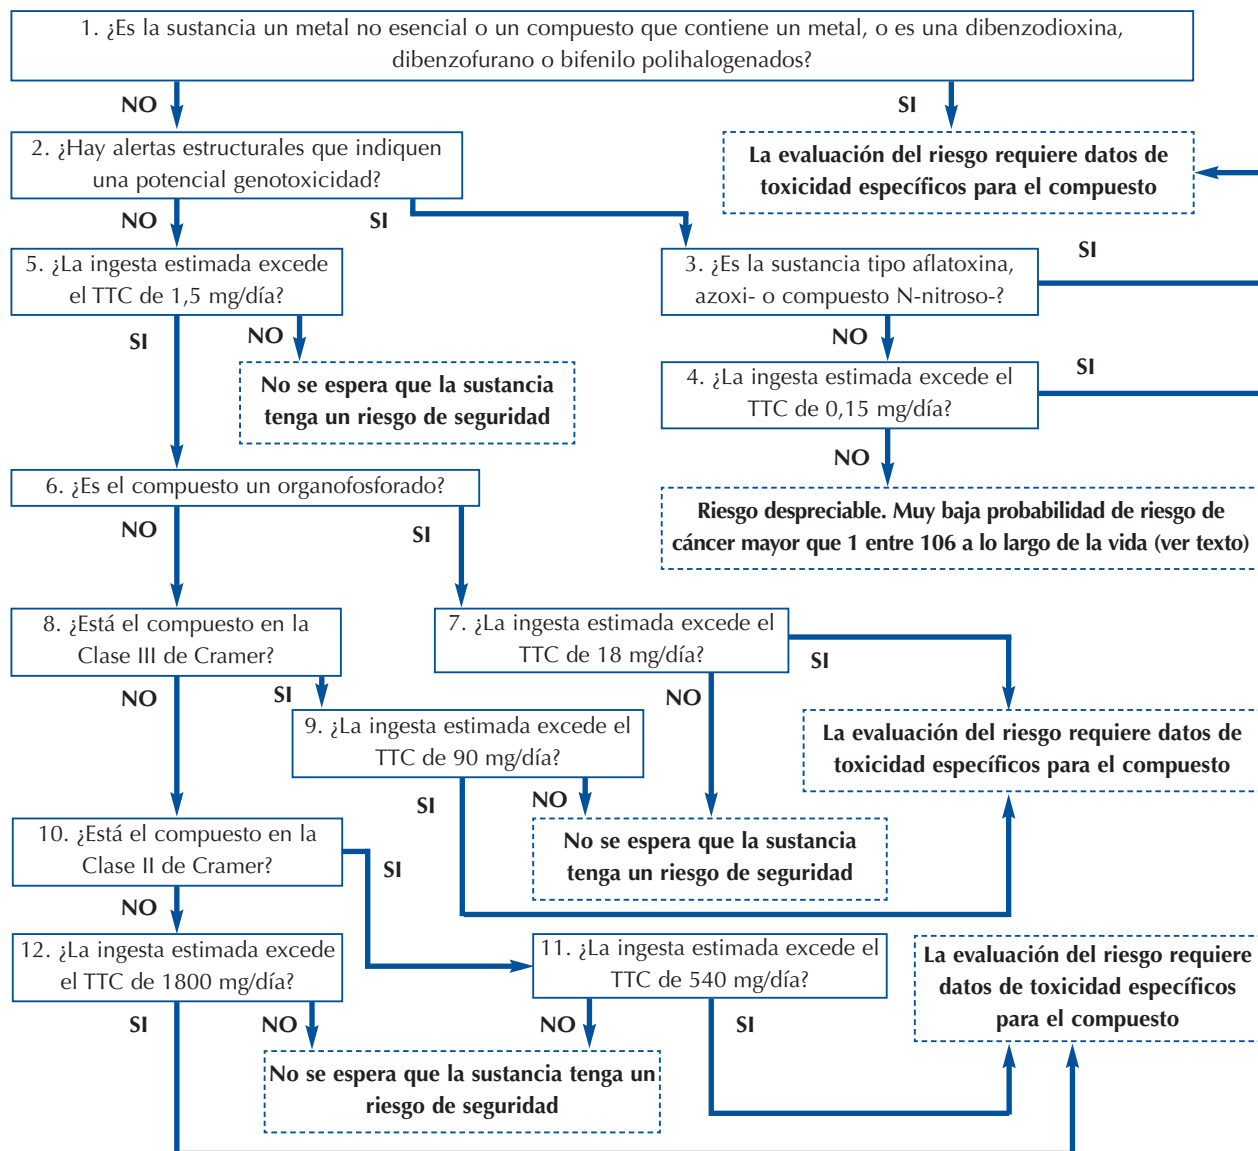 1. ¿Es la sustancia un metal no esencial o un compuesto que contiene un metal, o es una dibenzodioxina,
dibenzofurano o bifenilo polihalogenados?
NO
SI
2. ¿Hay alertas estructurales que indiquen
una potencial genotoxicidad?
La evaluación del riesgo requiere datos de
toxicidad específicos para el compuesto
NO
SI
5. ¿La ingesta estimada excede
el TTC de 1,5 mg/día?
3. ¿Es la sustancia tipo aflatoxina,
azoxi- o compuesto N-nitroso-?
SI
SI
NO
NO
No se espera que la sustancia
tenga un riesgo de seguridad
4. ¿La ingesta estimada excede el
TTC de 0,15 mg/día?
SI
NO
6. ¿Es el compuesto un organofosforado?
Riesgo despreciable. Muy baja probabilidad de riesgo de
cáncer mayor que 1 entre 106 a lo largo de la vida (ver texto)
NO
SI
8. ¿Está el compuesto en la
Clase III de Cramer?
7. ¿La ingesta estimada excede el
TTC de 18 mg/día?
SI
NO
SI
NO
9. ¿La ingesta estimada excede el
TTC de 90 mg/día?
La evaluación del riesgo requiere datos de
toxicidad específicos para el compuesto
SI
NO
10. ¿Está el compuesto en la
Clase II de Cramer?
No se espera que la sustancia
tenga un riesgo de seguridad
SI
NO
12. ¿La ingesta estimada excede
el TTC de 1800 mg/día?
11. ¿La ingesta estimada excede el
TTC de 540 mg/día?
La evaluación del riesgo requiere
datos de toxicidad específicos
para el compuesto
SI
NO
NO
SI
No se espera que la sustancia tenga un
riesgo de seguridad